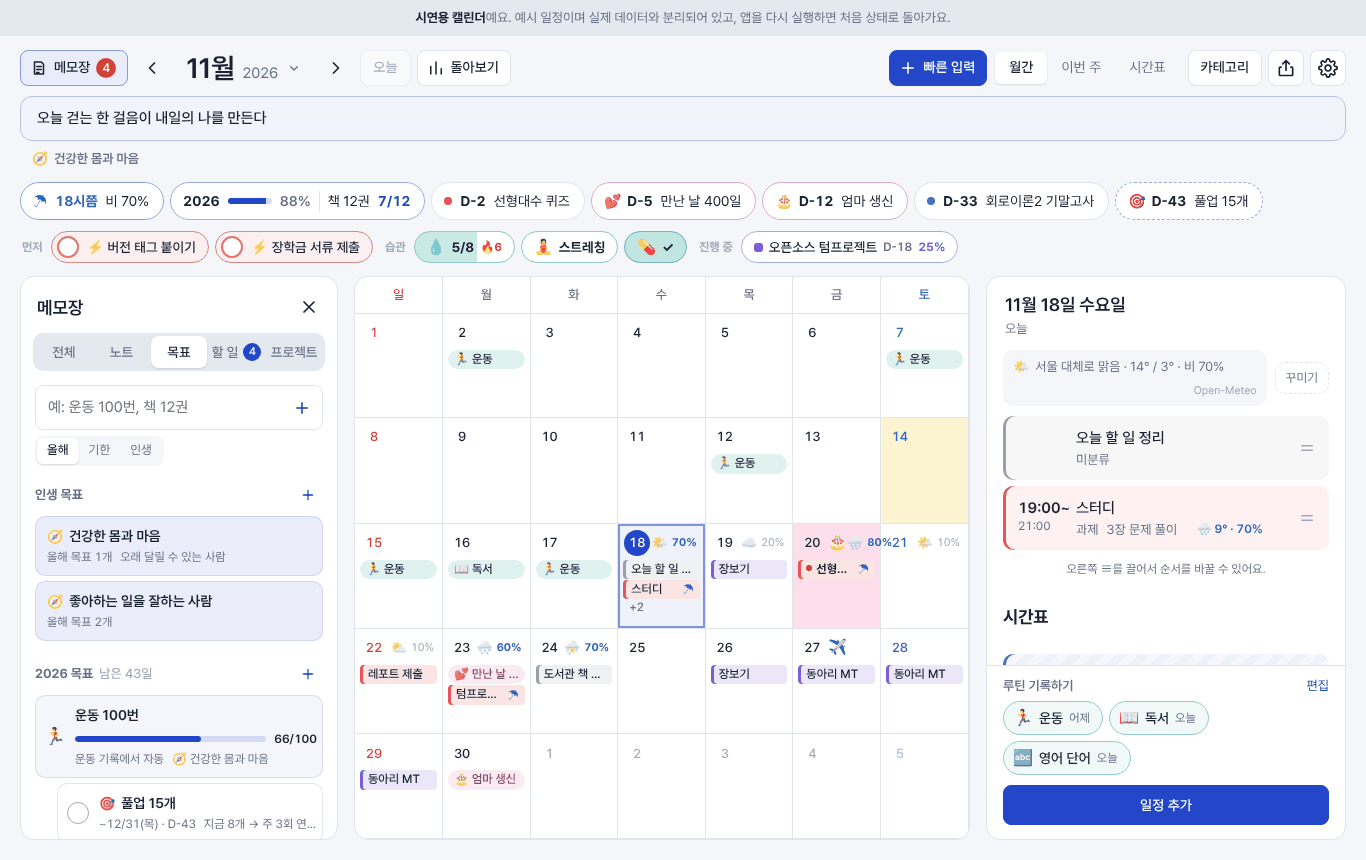 시연용 캘린더예요. 예시 일정이며 실제 데이터와 분리되어 있고, 앱을 다시 실행하면 처음 상태로 돌아가요.
메모장 4
11월 2026
오늘
돌아보기
+ 빠른 입력
월간
이번 주
시간표
카테고리
오늘 걷는 한 걸음이 내일의 나를 만든다
건강한 몸과 마음
18시쯤 비 70%
2026 88% 책 12권 7/12
D-2 선형대수 퀴즈
D-5 만난 날 400일
D-12 엄마 생신
D-33 회로이론2 기말고사
D-43 풀업 15개
먼저
버전 태그 붙이기
장학금 서류 제출
습관
5/8 6
스트레칭
진행 중
오픈소스 텀프로젝트 D-18 25%
메모장
전체 노트 목표 할 일 4 프로젝트
예: 운동 100번, 책 12권 +
올해 기한 인생
인생 목표 +
건강한 몸과 마음
올해 목표 1개 오래 달릴 수 있는 사람
좋아하는 일을 잘하는 사람
올해 목표 2개
2026 목표 남은 43일 +
운동 100번
66/100
운동 기록에서 자동 건강한 몸과 마음
풀업 15개
~12/31(목) · D-43 지금 8개 → 주 3회 연...
일 월 화 수 목 금 토
1 2 3 4 5 6 7
운동 운동
8 9 10 11 12 13 14
운동
15 16 17 18 70% 19 20% 20 80% 21 10%
운동 독서 운동 오늘 할 일 ... 장보기 선형...
스터디
+2
22 10% 23 60% 24 70% 25 26 27 28
레포트 제출 만난 날 ... 도서관 책 ... 장보기 동아리 MT 동아리 MT
텀프로...
29 30 1 2 3 4 5
동아리 MT 엄마 생신
11월 18일 수요일
오늘
서울 대체로 맑음 · 14° / 3° · 비 70%
Open-Meteo
꾸미기
오늘 할 일 정리
미분류
19:00~ 스터디
21:00 과제 3장 문제 풀이 9° · 70%
오른쪽 ≡를 끌어서 순서를 바꿀 수 있어요.
시간표
루틴 기록하기 편집
운동 어제
독서 오늘
abc 영어 단어 오늘
일정 추가